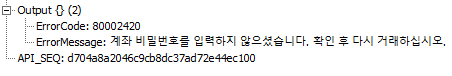 Output {} (2)
ErrorCode: 80002420
ErrorMessage: 계좌 비밀번호를 입력하지 않으셨습니다. 확인 후 다시 거래하십시오.
API_SEQ: d704a8a2046c9cb8dc37ad72e44ec100